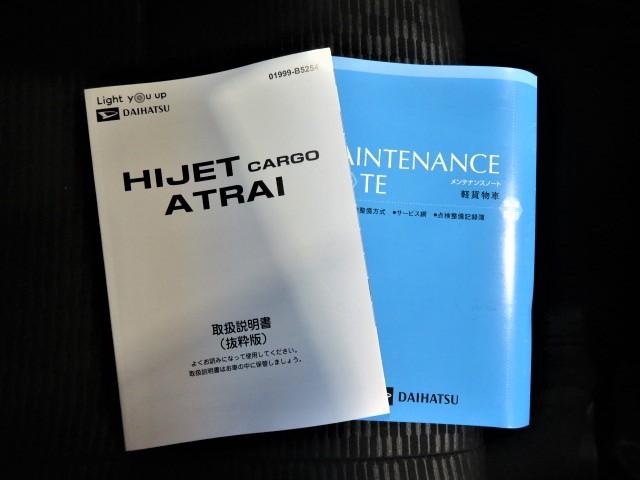 01999-B5254
Light you up
DAIHATSU
HIJET CARGO
ATRAI
取扱説明書
(抜粋版)
よくお読みになって使用してください。
取扱説明書はお車の中に保管しましょう。
AINTENANCE
TE
メンテナンスノート
軽貨物車
整備方式 ●サービス網 ●点検整備記録簿
DAIHATSU